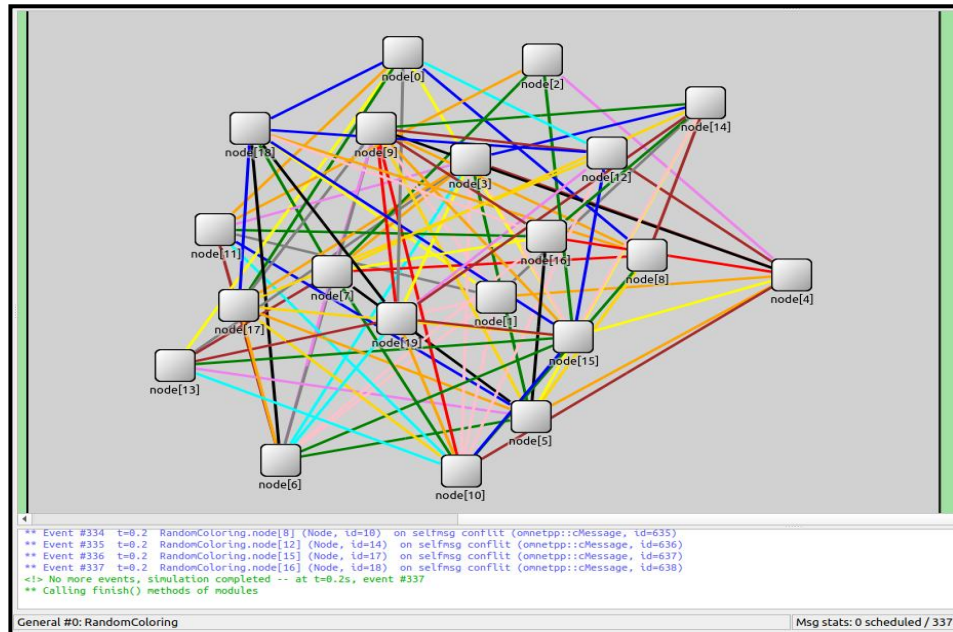 node[0]
node[2]
node[14]
node[18]
node[9]
node[3]
node[12]
node[11]
node[16]
node[8]
node[4]
node[7]
node[1]
node[17]
node[19]
node[15]
node[13]
node[5]
node[6]
node[10]
** Event #334 t=0.2 RandomColoring.node[8] (Node, id=10) on selfmsg conflit (omnetpp::cMessage, id=635)
** Event #335 t=0.2 RandomColoring.node[12] (Node, id=14) on selfmsg conflit (omnetpp::cMessage, id=636)
** Event #336 t=0.2 RandomColoring.node[15] (Node, id=17) on selfmsg conflit (omnetpp::cMessage, id=637)
** Event #337 t=0.2 RandomColoring.node[16] (Node, id=18) on selfmsg conflit (omnetpp::cMessage, id=638)
<!> No more events, simulation completed -- at t=0.2s, event #337
** Calling finish() methods of modules
General #0: RandomColoring
Msg stats: 0 scheduled / 337